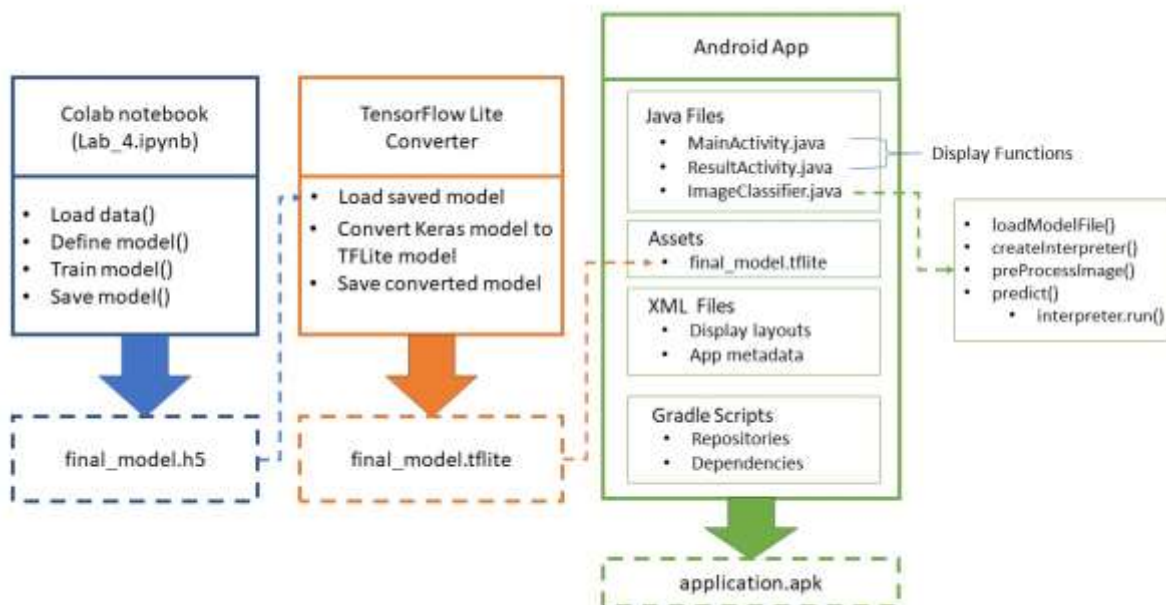 Colab notebook
(Lab_4.ipynb)
• Load data()
• Define model()
• Train model()
• Save model()
final_model.h5
TensorFlow Lite
Converter
• Load saved model
• Convert Keras model to
TFLite model
• Save converted model
final_model.tflite
Android App
Java Files
• MainActivity.java
• ResultActivity.java
• ImageClassifier.java
Display Functions
• loadModelFile()
• createInterpreter()
• preProcessImage()
• predict()
• interpreter.run()
Assets
• final_model.tflite
XML Files
• Display layouts
• App metadata
Gradle Scripts
• Repositories
• Dependencies
application.apk